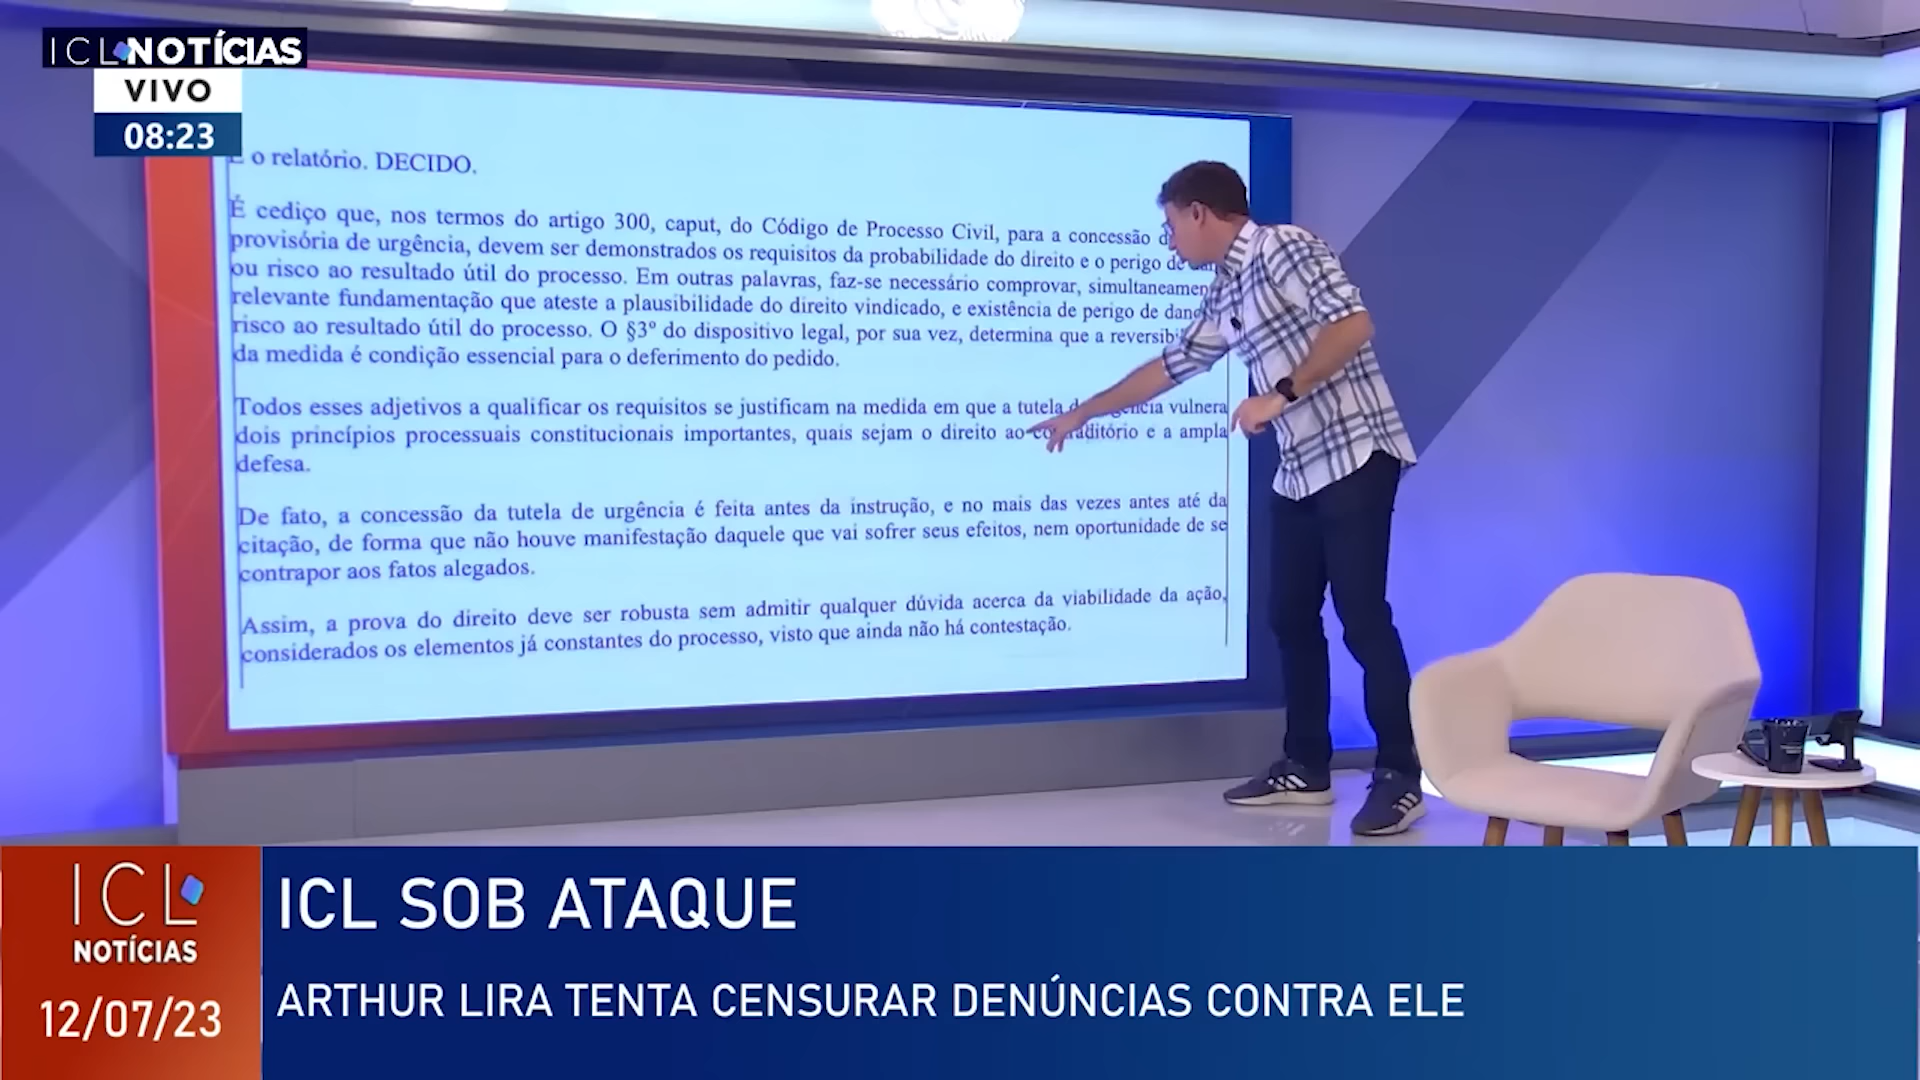 ICL NOTÍCIAS
VIVO
08:23
o relatório. DECIDO.
É cediço que, nos termos do artigo 300, caput, do Código de Processo Civil, para a concessão
provisória de urgência, devem ser demonstrados os requisitos da probabilidade do direito e o perigo de
ou risco ao resultado útil do processo. Em outras palavras, faz-se necessário comprovar,
relevante fundamentação que ateste a plausibilidade do direito vindicado, e existência de perigo de
risco ao resultado útil do processo. O §3º do dispositivo legal, por sua vez, determina que a
da medida é condição essencial para o deferimento do pedido.
Todos esses adjetivos a qualificar os requisitos se justificam na medida em que a tutela vulnera
dois princípios processuais constitucionais importantes, quais sejam o direito ao e a ampla
defesa.
De fato, a concessão da tutela de urgência é feita antes da instrução, e no mais das vezes antes até da
citação, de forma que não houve manifestação daquele que vai sofrer seus efeitos, nem oportunidade de se
contrapor aos fatos alegados.
Assim, a prova do direito deve ser robusta sem admitir qualquer dúvida acerca da viabilidade da ação,
considerados os elementos já constantes do processo, visto que ainda não há contestação.
ICL
NOTÍCIAS
12/07/23
ICL SOB ATAQUE
ARTHUR LIRA TENTA CENSURAR DENÚNCIAS CONTRA ELE